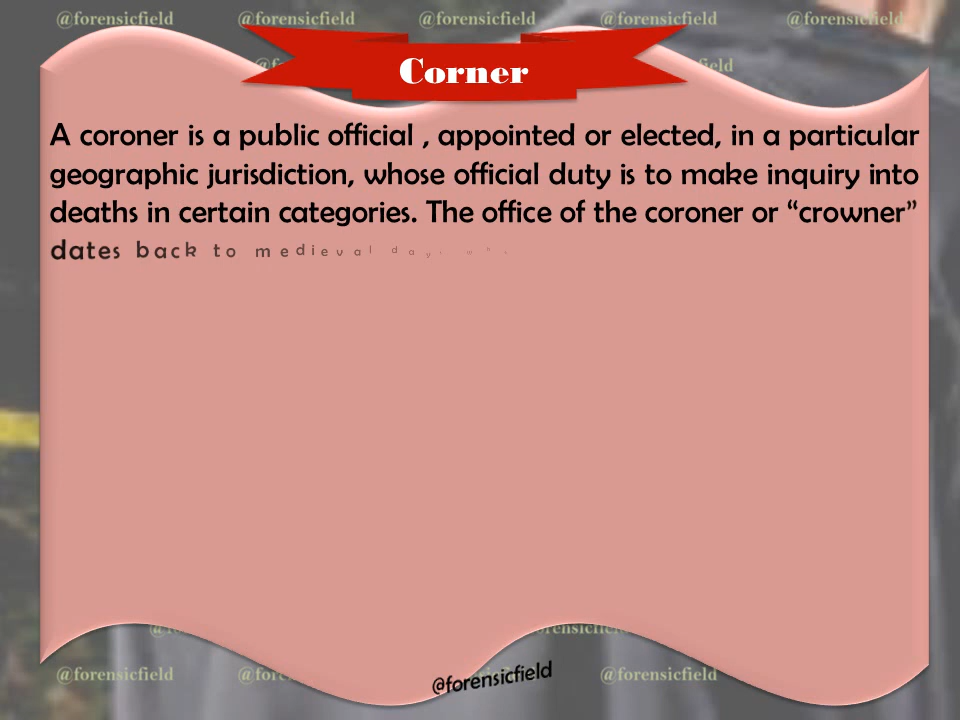 @forensicfield @forensicfield @forensicfield @forensicfield @forensicfield
Corner
A coroner is a public official , appointed or elected, in a particular
geographic jurisdiction, whose official duty is to make inquiry into
deaths in certain categories. The office of the coroner or “crowner”
dates back to medieval
@forensicfield @forensicfield @forensicfield